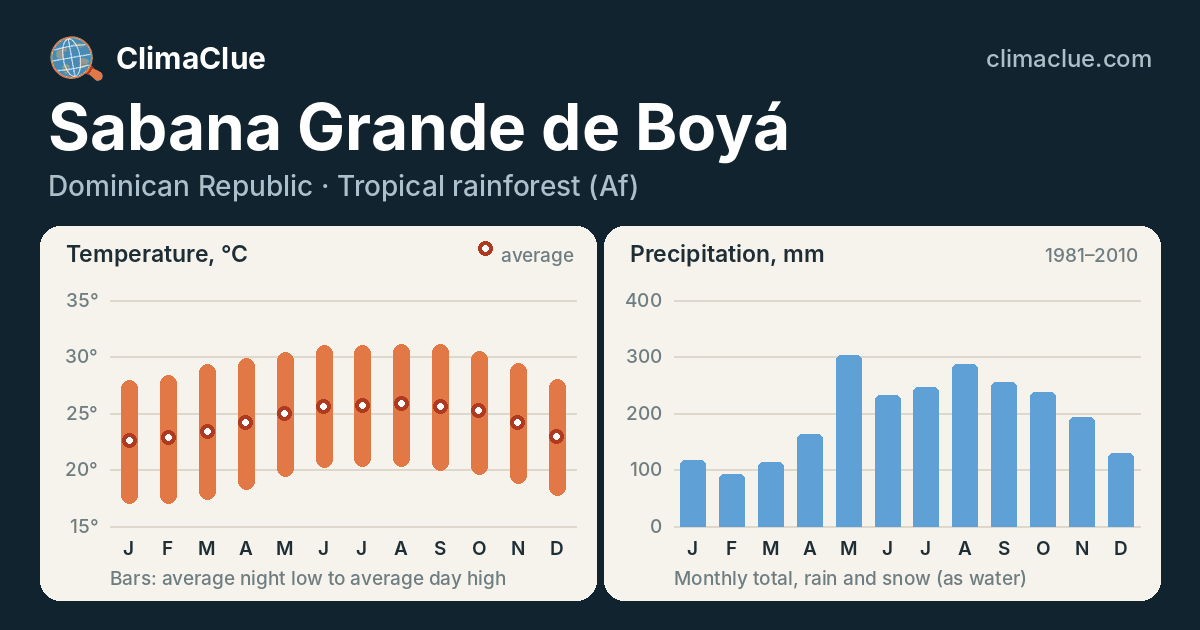 ClimaClue
climaclue.com
Sabana Grande de Boyá
Dominican Republic · Tropical rainforest (Af)
Temperature, °C
average
35°
30°
25°
20°
15°
J F M A M J J A S O N D
Bars: average night low to average day high
Precipitation, mm
1981–2010
400
300
200
100
0
J F M A M J J A S O N D
Monthly total, rain and snow (as water)